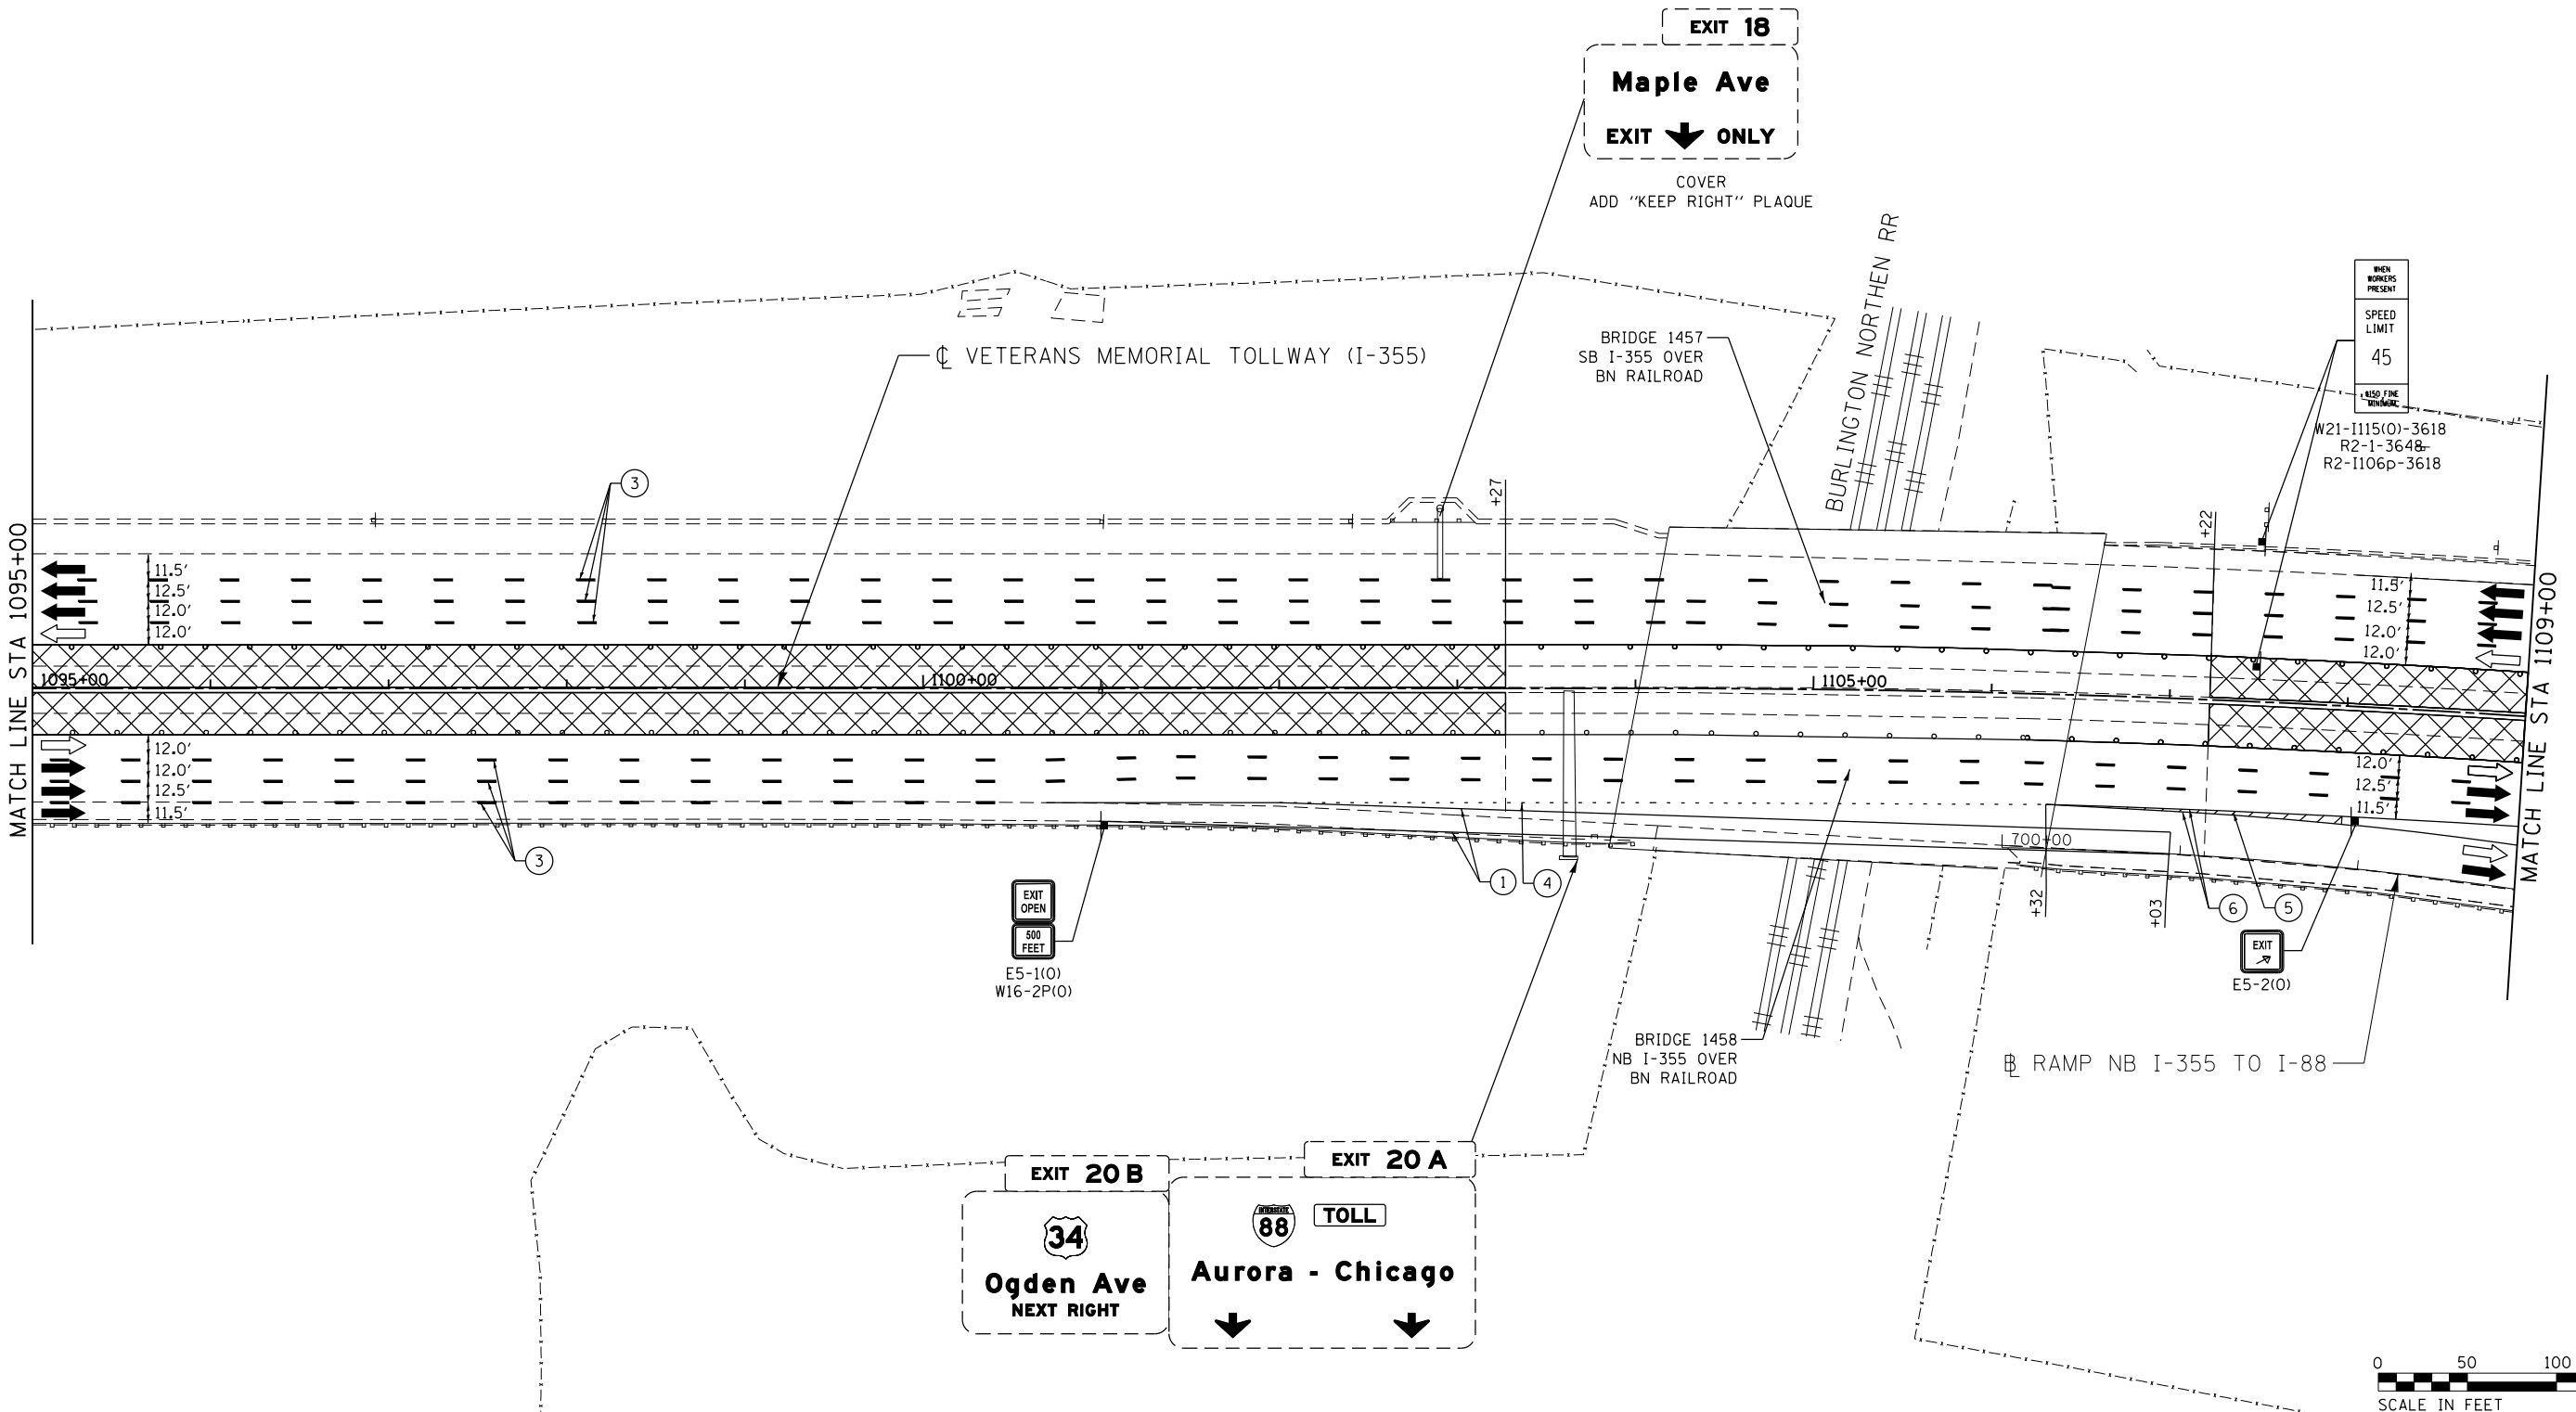 EXIT 18
Maple Ave
EXIT ONLY
COVER
ADD "KEEP RIGHT" PLAQUE
BURLINGTON NORTHEN RR
WHEN
WORKERS
PRESENT
SPEED
LIMIT
45
$150 FINE
MINIMUM
W21-I115(O)-3618
R2-1-3648
R2-I106p-3618
BRIDGE 1457
SB I-355 OVER
BN RAILROAD
℄ VETERANS MEMORIAL TOLLWAY (I-355)
3
+27
+22
MATCH LINE STA 1095+00
MATCH LINE STA 1109+00
11.5'
12.5'
12.0'
12.0'
11.5'
12.5'
12.0'
12.0'
1095+00
1100+00
1105+00
12.0'
12.0'
12.5'
11.5'
12.0'
12.5'
11.5'
700+00
3
1
4
6
5
+32
+03
EXIT
OPEN
500
FEET
E5-1(O)
W16-2P(O)
EXIT
E5-2(O)
BRIDGE 1458
NB I-355 OVER
BN RAILROAD
BL RAMP NB I-355 TO I-88
EXIT 20 B
34
Ogden Ave
NEXT RIGHT
EXIT 20 A
INTERSTATE
88
TOLL
Aurora - Chicago
0 50 100
SCALE IN FEET